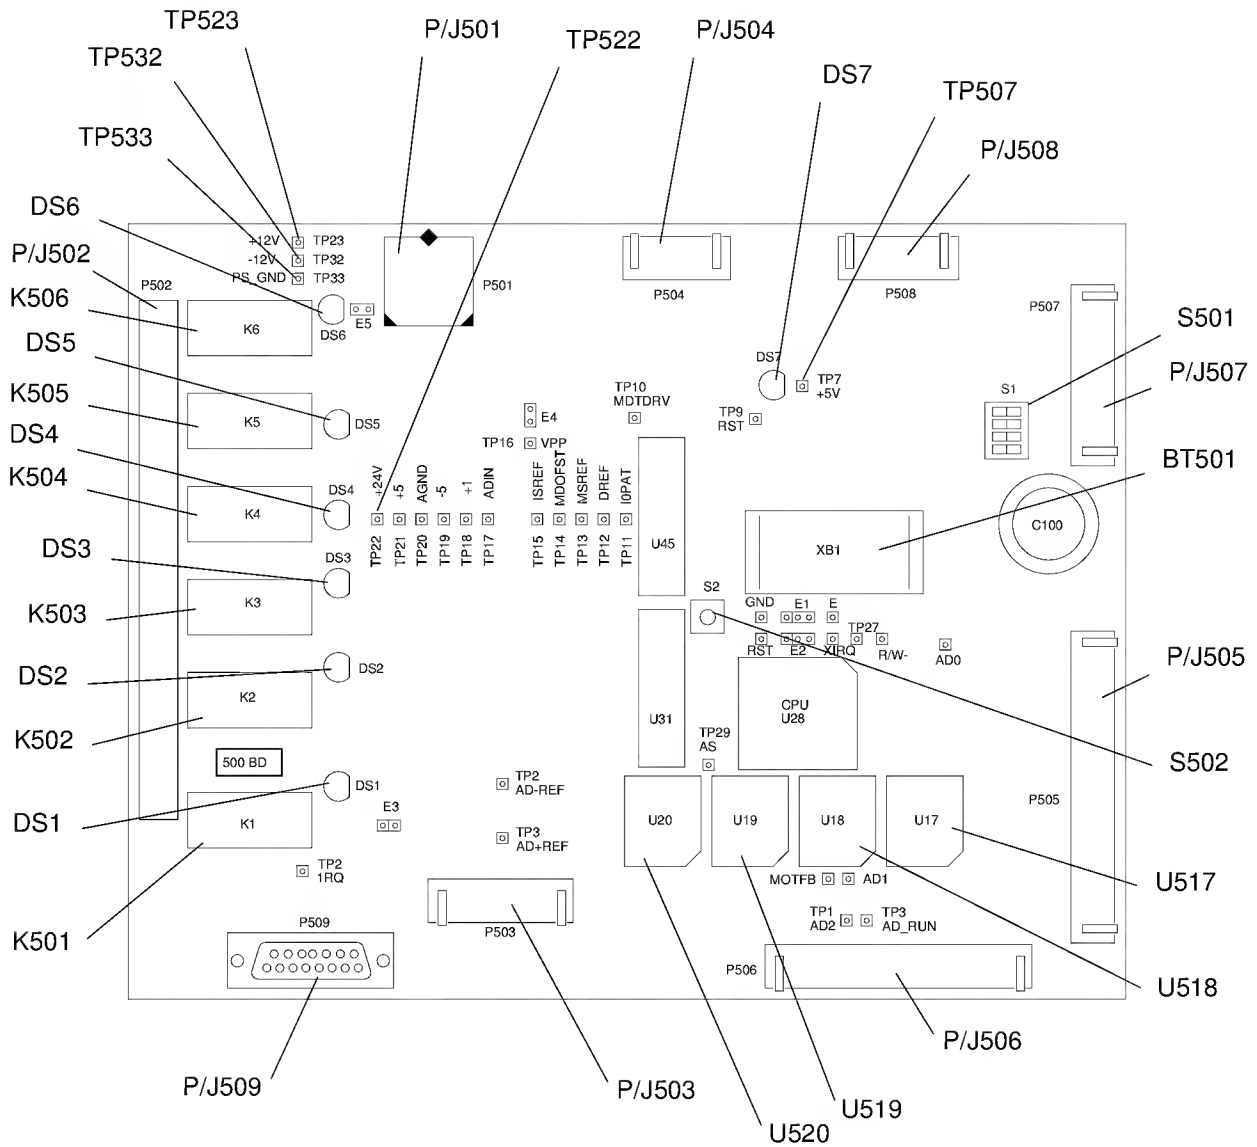 TP523
P/J501
TP522
P/J504
TP532
DS7
TP507
TP533
P/J508
DS6
P/J502
K506
DS5
K505
DS4
K504
DS3
K503
DS2
K502
DS1
K501
S501
P/J507
BT501
P/J505
S502
U517
U518
P/J506
U519
U520
P/J503
P/J509
+12V TP23
-12V TP32
PS_GND TP33
P502
P501
P504
P508
P507
K6
DS6
E5
K5
DS5
DS7
TP7
+5V
TP9
RST
TP10
MDTDRV
S1
E4
TP16 VPP
K4
DS4
+24V
+5
AGND
-5
+1
ADIN
ISREF
MDOFST
MSREF
DREF
I0PAT
TP22
TP21
TP20
TP19
TP18
TP17
TP15
TP14
TP13
TP12
TP11
U45
XB1
C100
K3
DS3
S2
GND E1 E
TP27
RST E2 XIRQ R/W-
AD0
K2
DS2
U31
CPU
U28
500 BD
TP29
AS
K1
DS1
E3
TP2
AD-REF
TP3
AD+REF
TP2
1RQ
U20
U19
U18
U17
P505
MOTFB AD1
TP1
AD2
TP3
AD_RUN
P509
P503
P506